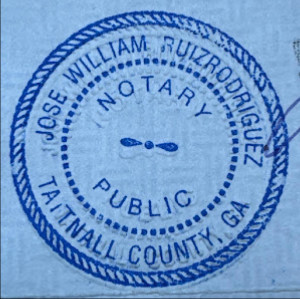 JOSE WILLIAM RUIZRODRIGUEZ
NOTARY
PUBLIC
TATTNALL COUNTY, GA